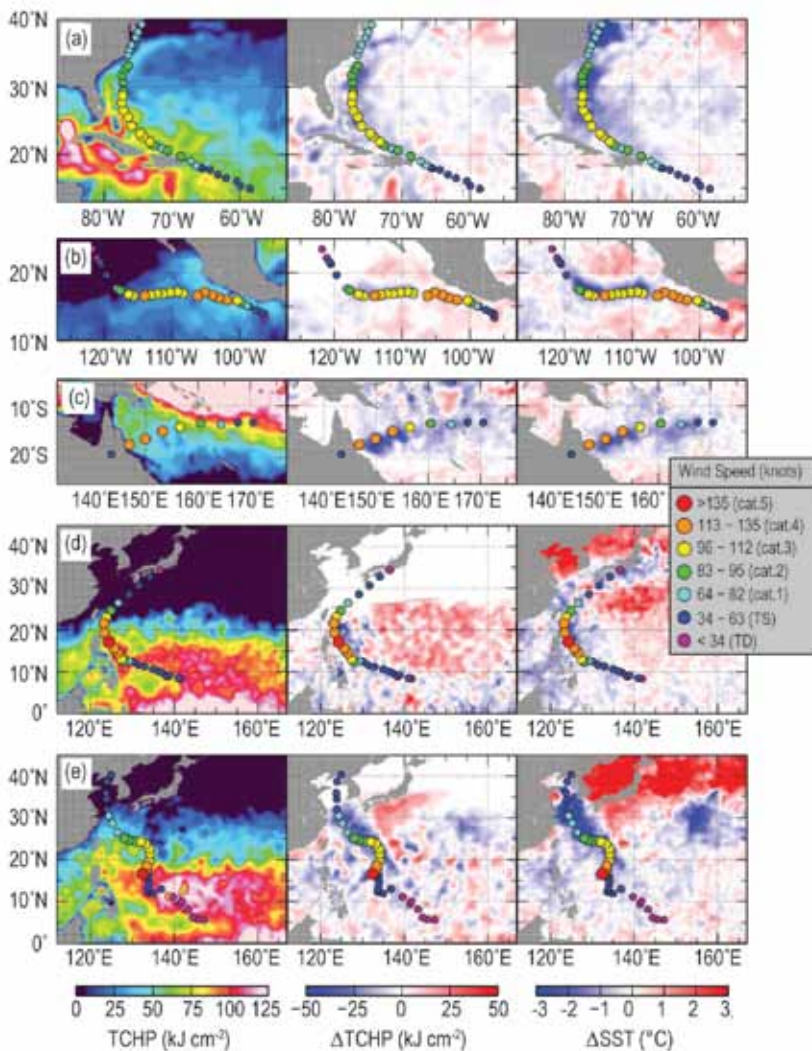 (a)
40°N
30°N
20°N
80°W 70°W 60°W 80°W 70°W 60°W 80°W 70°W 60°W
(b)
20°N
10°N
120°W 110°W 100°W 120°W 110°W 100°W 120°W 110°W 100°W
(c)
10°S
20°S
140°E 150°E 160°E 170°E 140°E 150°E 160°E 170°E 140°E 150°E
Wind Speed (knots)
>135 (cat.5)
113 – 135 (cat.4)
96 – 112 (cat.3)
83 – 95 (cat.2)
64 – 82 (cat.1)
34 – 63 (TS)
< 34 (TD)
(d)
40°N
30°N
20°N
10°N
0°
120°E 140°E 160°E 120°E 140°E 160°E 120°E 140°E 160°E
(e)
40°N
30°N
20°N
10°N
0°
120°E 140°E 160°E 120°E 140°E 160°E 120°E 140°E 160°E
0 25 50 75 100 125 −50 −25 0 25 50 -3 -2 -1 0 1 2 3
TCHP (kJ cm⁻²) ΔTCHP (kJ cm⁻²) ΔSST (°C)